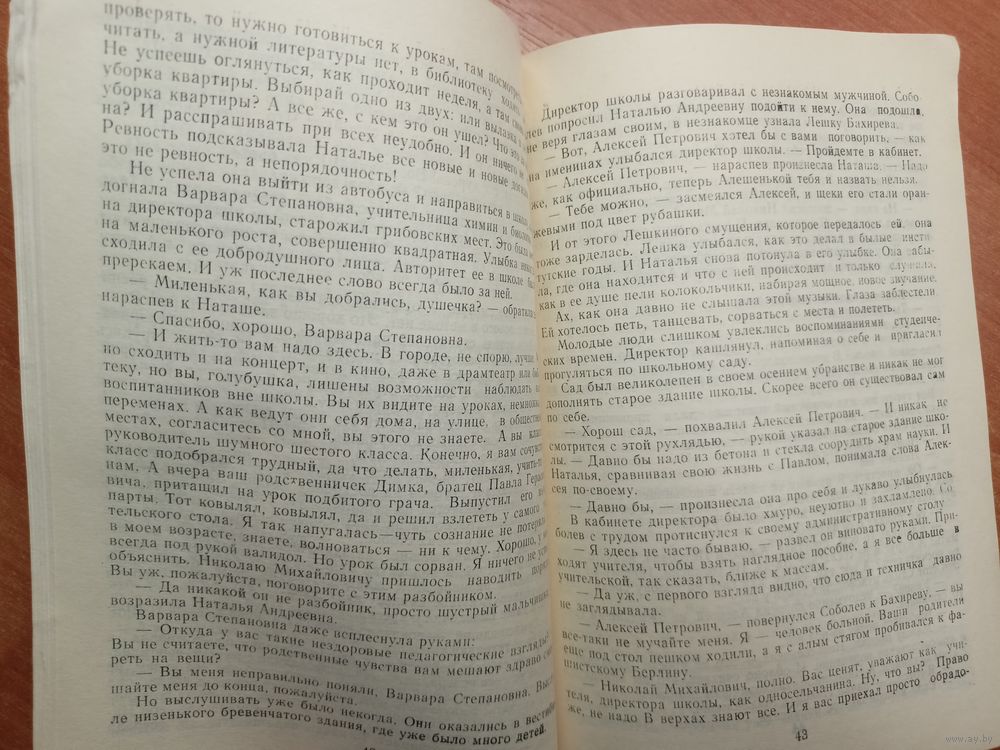 проверять, то нужно готовиться к урокам, там
читать, а нужной литературы нет, в библиотеку
Не успеешь оглянуться, как проходит неделя, а там
уборка квартиры. Выбирай одно из двух: или вылазка
уборка квартиры? А все же, с кем это он ушел? Что это
на? И расспрашивать при всех неудобно. И он ничего не
Ревность подсказывала Наталье все новые и новые
это не ревность, а непорядочность!
Не успела она выйти из автобуса и направиться в
догнала Варвара Степановна, учительница химии и
на директора школы, старожил грибовских мест. Это была
на маленького роста, совершенно квадратная. Улыбка
сходила с ее добродушного лица. Авторитет ее в школе
пререкаем. И уж последнее слово всегда было за ней.
— Миленькая, как вы добрались, душечка? —
нараспев к Наташе.
— Спасибо, хорошо, Варвара Степановна.
— И жить-то вам надо здесь. В городе, не спорю, лучше
но сходить и на концерт, и в кино, даже в драмтеатр или
теку, но вы, голубушка, лишены возможности наблюдать
воспитанников вне школы. Вы их видите на уроках,
переменах. А как ведут они себя дома, на улице, в
местах, согласитесь со мной, вы этого не знаете. А вы
руководитель шумного шестого класса. Конечно, я вам
класс подобрался трудный, да что делать, миленькая,
нам. А вчера ваш родственничек Димка, братец Павла
вича, притащил на урок подбитого грача. Выпустил его
парты. Тот ковылял, ковылял, да и решил взлететь у самого
тельского стола. Я так напугалась—чуть сознание не
в моем возрасте, знаете, волноваться — ни к чему. Хорошо,
всегда под рукой валидол. Но урок был сорван. Я ничего не
объяснить. Николаю Михайловичу пришлось наводить
Вы уж, пожалуйста, поговорите с этим разбойником.
— Да никакой он не разбойник, просто шустрый
возразила Наталья Андреевна.
Варвара Степановна даже всплеснула руками:
— Откуда у вас такие нездоровые педагогические взгляды?
Вы не считаете, что родственные чувства вам мешают здраво
реть на вещи?
— Вы меня неправильно поняли, Варвара Степановна.
шайте меня до конца, пожалуйста.
Но выслушивать уже было некогда. Они оказались в
ле низенького бревенчатого здания, где уже было много детей.
Директор школы разговаривал с незнакомым мужчиной. Собо-
лев попросил Наталью Андреевну подойти к нему. Она подошла,
не веря глазам своим, в незнакомце узнала Лешку Бахирева.
— Вот, Алексей Петрович хотел бы с вами поговорить, — как
на именинах улыбался директор школы. — Пройдемте в кабинет.
— Алексей Петрович, — нараспев произнесла Наташа. — Надо
же, как официально, теперь Алешенькой тебя и назвать нельзя.
— Тебе можно, — засмеялся Алексей, и щеки его стали оран-
жевыми под цвет рубашки.
И от этого Лешкиного смущения, которое передалось ей, она
тоже зарделась. Лешка улыбался, как это делал в былые инсти-
тутские годы. И Наталья снова потонула в его улыбке. Она забы-
ла, где она находится и что с ней происходит и только слушала,
как в ее душе пели колокольчики, набирая мощное, новое звучание.
Ах, как она давно не слышала этой музыки. Глаза заблестели.
Ей хотелось петь, танцевать, сорваться с места и полететь.
Молодые люди слишком увлеклись воспоминаниями студенче-
ских времен. Директор кашлянул, напоминая о себе и пригласил
прогуляться по школьному саду.
Сад был великолепен в своем осеннем убранстве и никак не мог
дополнять старое здание школы. Скорее всего он существовал сам
по себе.
— Хорош сад, — похвалил Алексей Петрович. — И никак не
смотрится с этой рухлядью, — рукой указал на старое здание шко-
лы. — Давно бы надо из бетона и стекла соорудить храм науки. И
Наталья, сравнивая свою жизнь с Павлом, понимала слова Алек-
сея по-своему.
— Давно бы, — произнесла она про себя и лукаво улыбнулась
В кабинете директора было хмуро, неуютно и захламлено. Со
болев с трудом протиснулся к своему административному столу
— Я здесь не часто бываю, — развел он виновато руками. При-
ходят учителя, чтобы взять наглядное пособие, а я все больше в
учительской, так сказать, ближе к массам.
— Да уж, с первого взгляда видно, что сюда и техничка давно
не заглядывала.
— Алексей Петрович, — повернулся Соболев к Бахиреву. — вы
все-таки не мучайте меня. Я — человек больной. Ваши родители
еще под стол пешком ходили, а я с алым стягом пробивался к фа-
шистскому Берлину.
— Николай Михайлович, полно. Вас ценят, уважают как учи-
теля, директора школы, как односельчанина. Ну, что вы? Право
же, не надо В верхах знают все. И я вас приехал просто обрадо-
43
www.ay.by